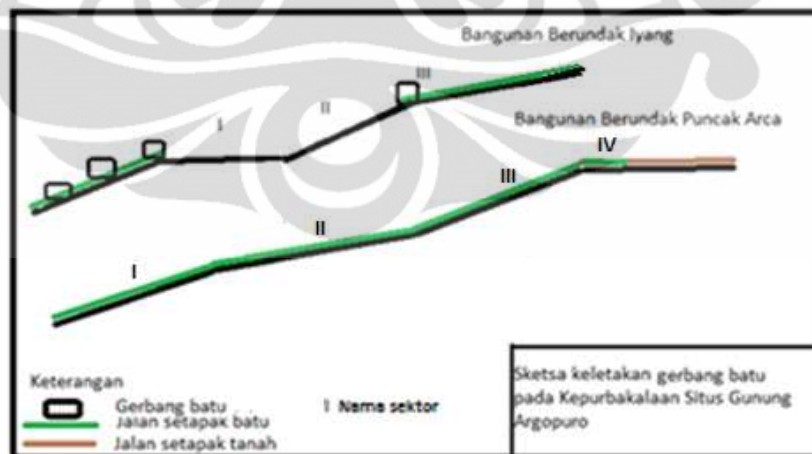 Bangunan Berundak Iyang
III
II
I
Bangunan Berundak Puncak Arca
IV
III
II
I
Keterangan
Gerbang batu
Jalan setapak batu
Jalan setapak tanah
I Nama sektor
Sketsa keletakan gerbang batu
pada Kepurbakalaan Situs Gunung
Argopuro